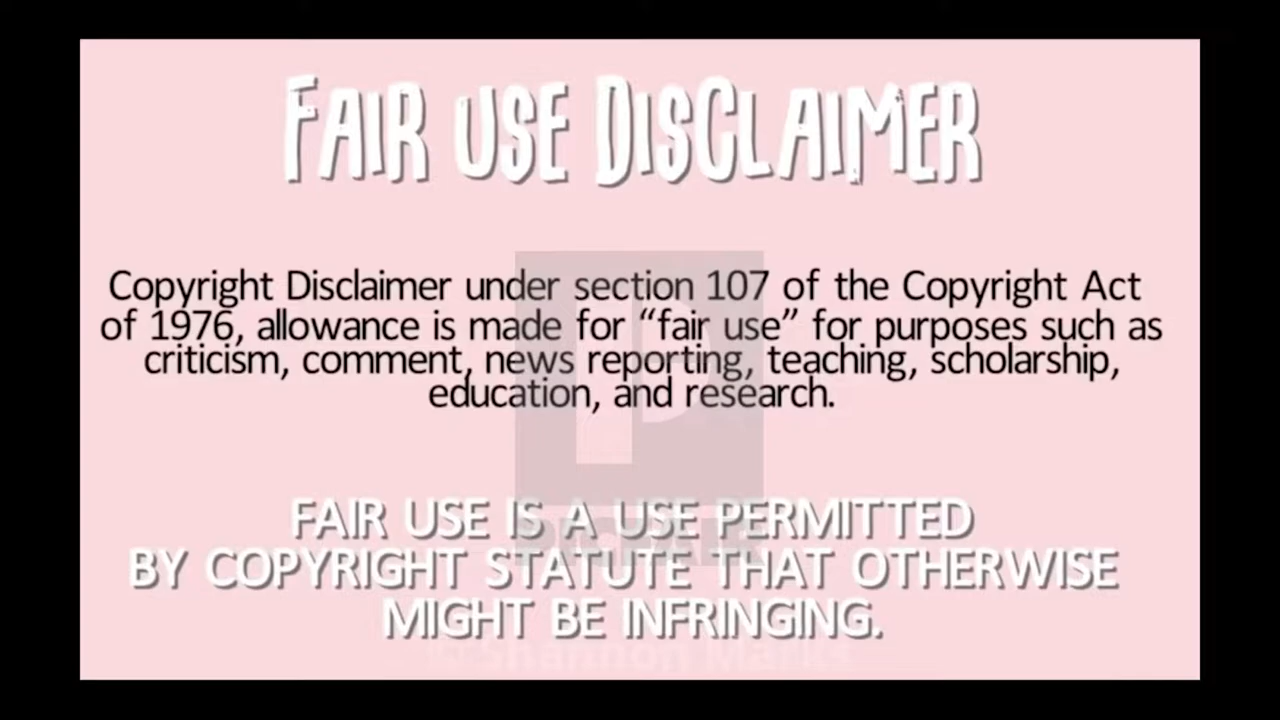 FAIR USE DISCLAIMER
Copyright Disclaimer under section 107 of the Copyright Act
of 1976, allowance is made for “fair use” for purposes such as
criticism, comment, news reporting, teaching, scholarship,
education, and research.
PICFAIR
FAIR USE IS A USE PERMITTED
BY COPYRIGHT STATUTE THAT OTHERWISE
MIGHT BE INFRINGING.